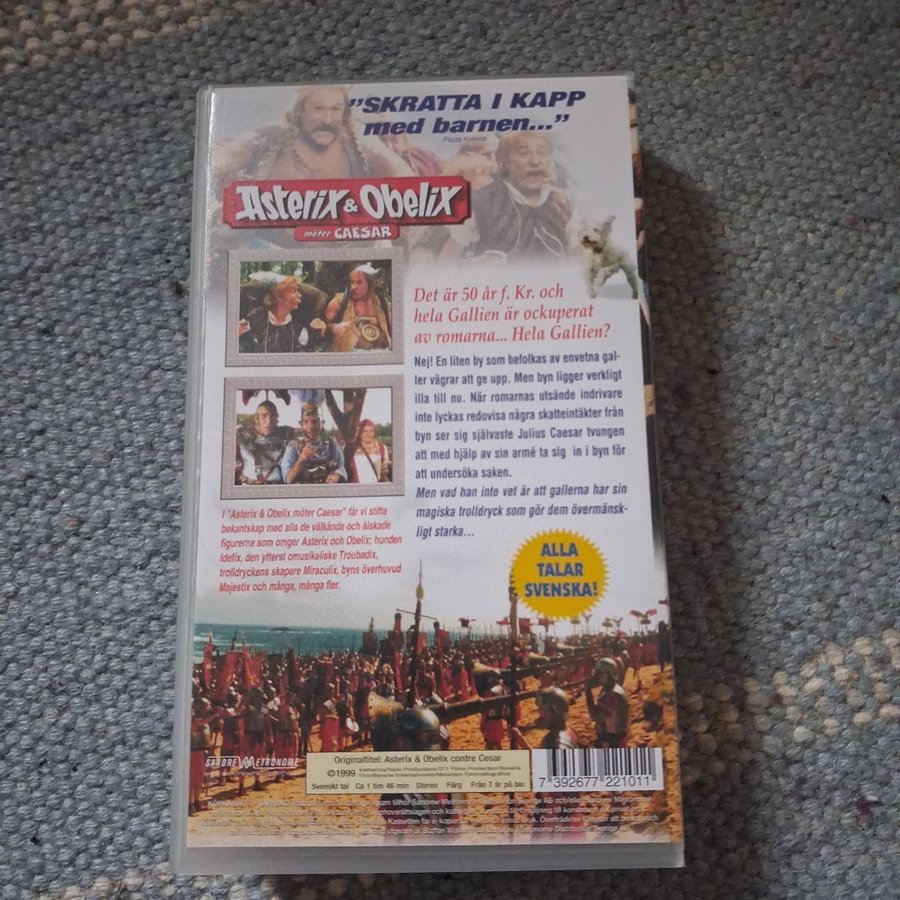 "SKRATTA I KAPP
med barnen..."
Plaza Kvinna
Asterix & Obelix
möter CAESAR
Det är 50 år f. Kr. och
hela Gallien är ockuperat
av romarna... Hela Gallien?
Nej! En liten by som befolkas av envetna gal-
ler vägrar att ge upp. Men byn ligger verkligt
illa till nu. När romarnas utsände indrivare
inte lyckas redovisa några skatteintäkter från
byn ser sig självaste Julius Caesar tvungen
att med hjälp av sin armé ta sig in i byn för
att undersöka saken.
Men vad han inte vet är att gallerna har sin
magiska trolldryck som gör dem övermänsk-
ligt starka...
I "Asterix & Obelix möter Caesar" får vi stifta
bekantskap med alla de välkände och älskade
figurerna som omger Asterix och Obelix; hunden
Idefix, den ytterst omusikaliske Troubadix,
trolldryckens skapare Miraculix, byns överhuvud
Majestix och många, många fler.
ALLA
TALAR
SVENSKA!
SANDREW METRONOME
Originaltitel: Asterix & Obelix contre Cesar
©1999
Svenskt tal Ca 1 tim 46 min Stereo Färg Från 7 år på bio
7 392677 221011